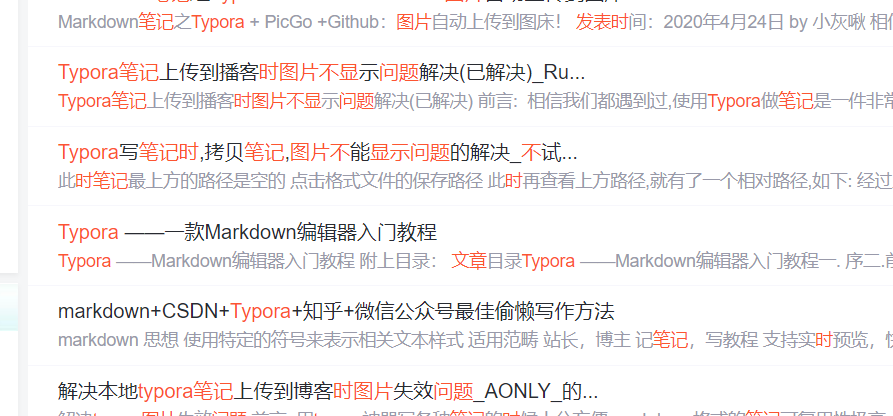 Markdown笔记之Typora + PicGo +Github：图片自动上传到图床！ 发表时间：2020年4月24日 by 小灰啾 相信
Typora笔记上传到播客时图片不显示问题解决(已解决)_Ru...
Typora笔记上传到播客时图片不显示问题解决(已解决) 前言：相信我们都遇到过,使用Typora做笔记是一件非常
Typora写笔记时,拷贝笔记,图片不能显示问题的解决_不试...
此时笔记最上方的路径是空的 点击格式文件的保存路径 此时再查看上方路径,就有了一个相对路径,如下: 经过
Typora ——一款Markdown编辑器入门教程
Typora ——Markdown编辑器入门教程 附上目录： 文章目录Typora ——Markdown编辑器入门教程一. 序二.前
markdown+CSDN+Typora+知乎+微信公众号最佳偷懒写作方法
markdown 思想 使用特定的符号来表示相关文本样式 适用范畴 站长，博主 记笔记，写教程 支持实时预览，快
解决本地typora笔记上传到博客时图片失效问题_AONLY_的...